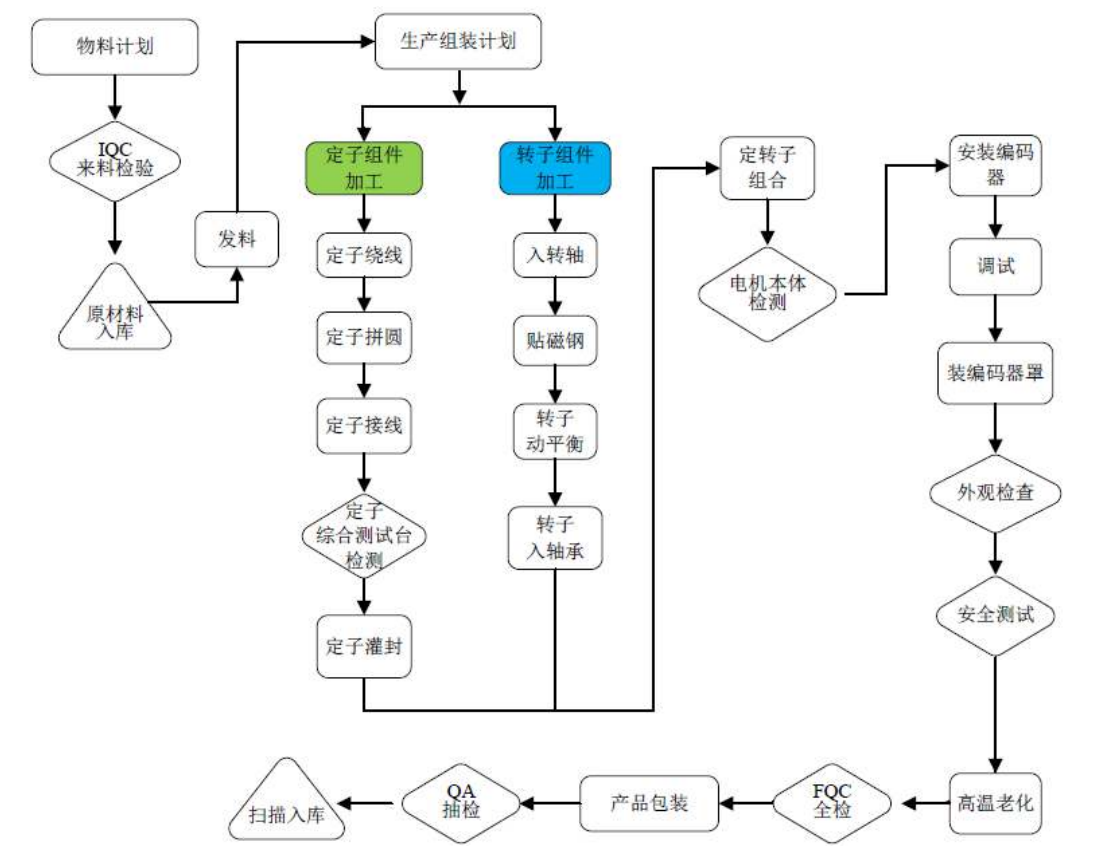 物料计划
IQC
来料检验
原材料
入库
发料
生产组装计划
定子组件
加工
定子绕线
定子拼圆
定子接线
定子
综合测试台
检测
定子灌封
转子组件
加工
入转轴
贴磁钢
转子
动平衡
转子
入轴承
定转子
组合
电机本体
检测
安装编码
器
调试
装编码器罩
外观检查
安全测试
高温老化
FQC
全检
产品包装
QA
抽检
扫描入库